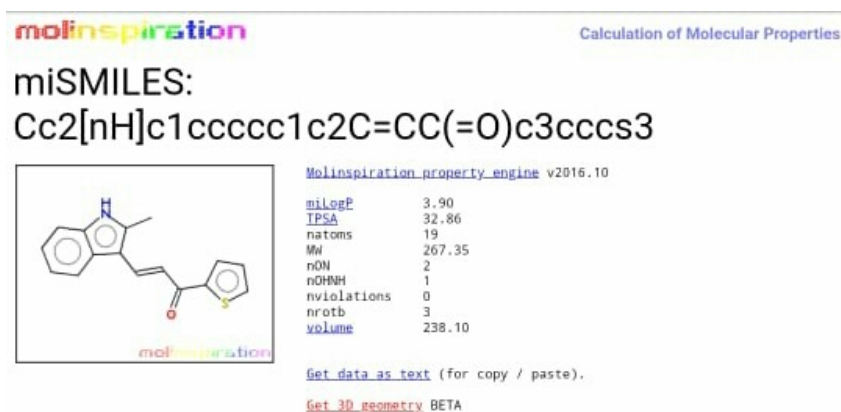 molinspiration
Calculation of Molecular Properties
miSMILES:
Cc2[nH]c1ccccc1c2C=CC(=O)c3cccs3
Molinspiration property engine v2016.10
miLogP 3.90
TPSA 32.86
natoms 19
MW 267.35
nON 2
nOHNH 1
nviolations 0
nrotb 3
volume 238.10
H
N
O
S
molinspiration
Get data as text (for copy / paste).
Get 3D geometry BETA